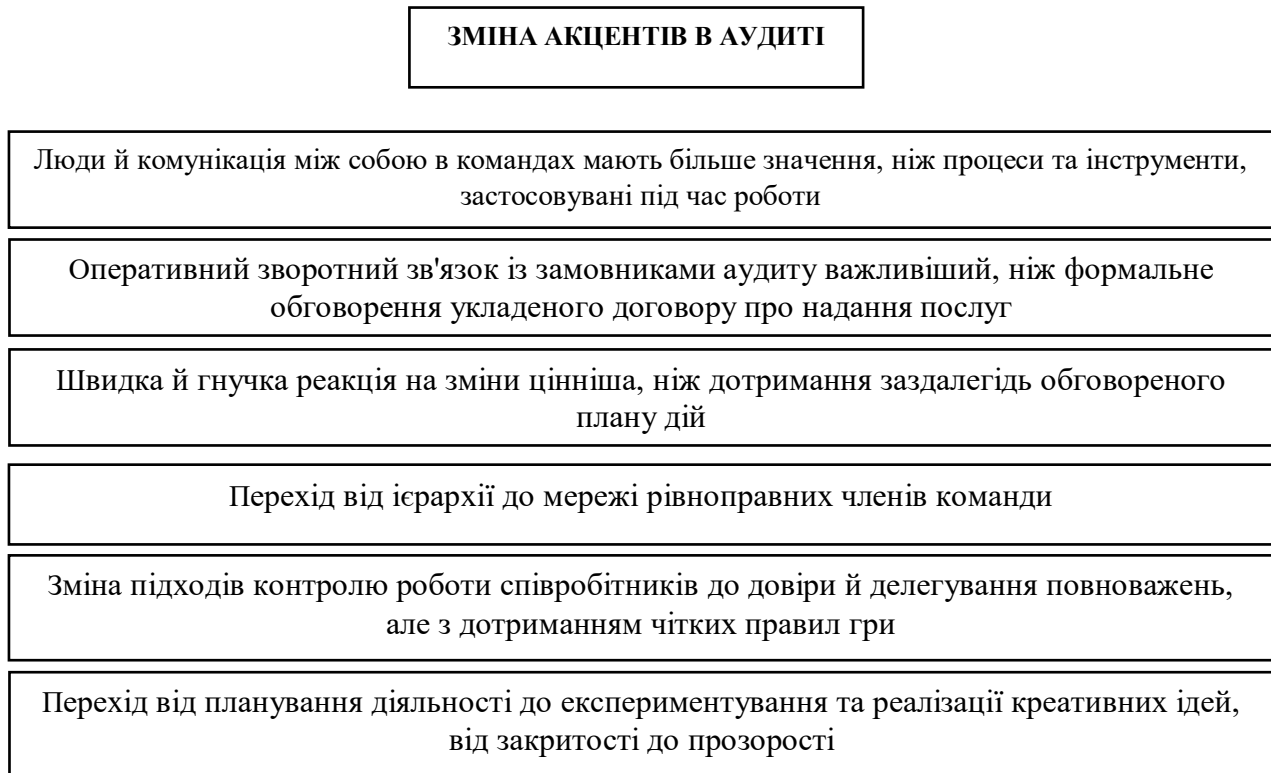 ЗМІНА АКЦЕНТІВ В АУДИТІ
Люди й комунікація між собою в командах мають більше значення, ніж процеси та інструменти,
застосовувані під час роботи
Оперативний зворотний зв'язок із замовниками аудиту важливіший, ніж формальне
обговорення укладеного договору про надання послуг
Швидка й гнучка реакція на зміни цінніша, ніж дотримання заздалегідь обговореного
плану дій
Перехід від ієрархії до мережі рівноправних членів команди
Зміна підходів контролю роботи співробітників до довіри й делегування повноважень,
але з дотриманням чітких правил гри
Перехід від планування діяльності до експериментування та реалізації креативних ідей,
від закритості до прозорості